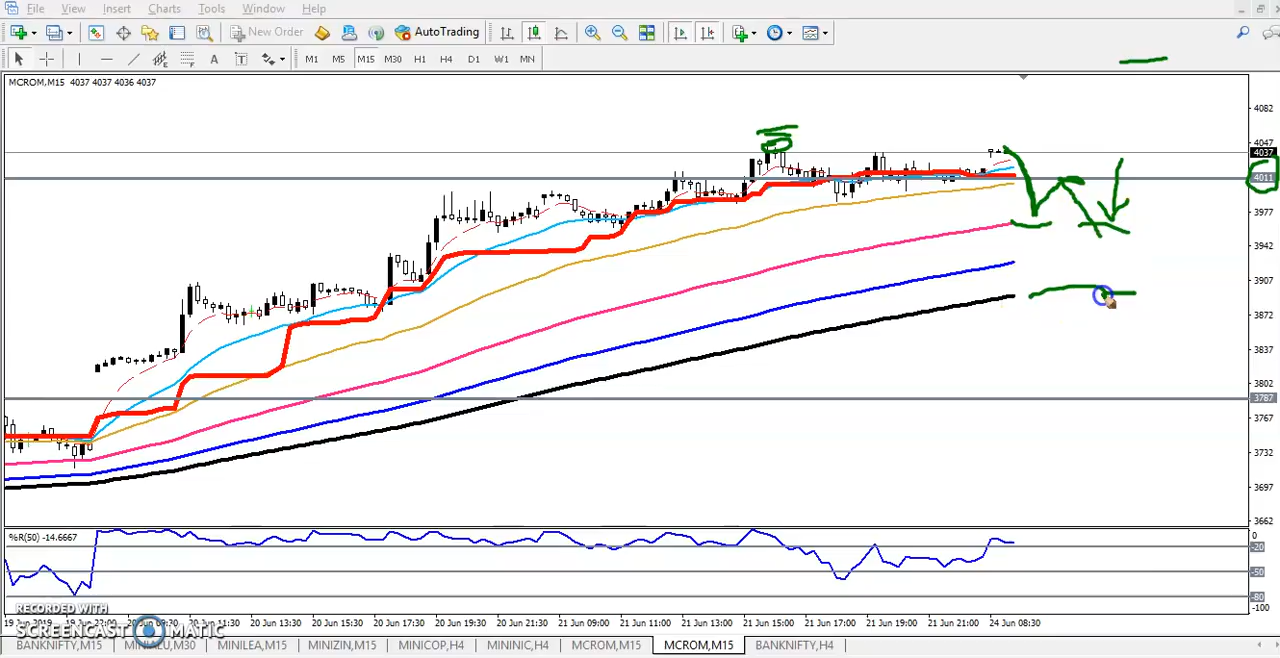 File View Insert Charts Tools Window Help
New Order AutoTrading
A T M1 M5 M15 M30 H1 H4 D1 W1 MN
MCROM,M15 4037 4037 4036 4037
4082
4047
4037
4011
3977
3942
3907
3872
3837
3802
3787
3767
3732
3697
3662
%R(50) -14.6667
0
-20
-50
-80
-100
RECORDED WITH
SCREENCAST MATIC
20 Jun 13:30 20 Jun 15:30 20 Jun 17:30 20 Jun 19:30 20 Jun 21:30 21 Jun 09:00 21 Jun 11:00 21 Jun 13:00 21 Jun 15:00 21 Jun 17:00 21 Jun 19:00 21 Jun 21:00 24 Jun 08:30
BANKNIFTY,M15 MINIALU,M30 MINILEA,M15 MINIZIN,M15 MINICOP,H4 MININIC,H4 MCROM,M15 MCROM,M15 BANKNIFTY,H4